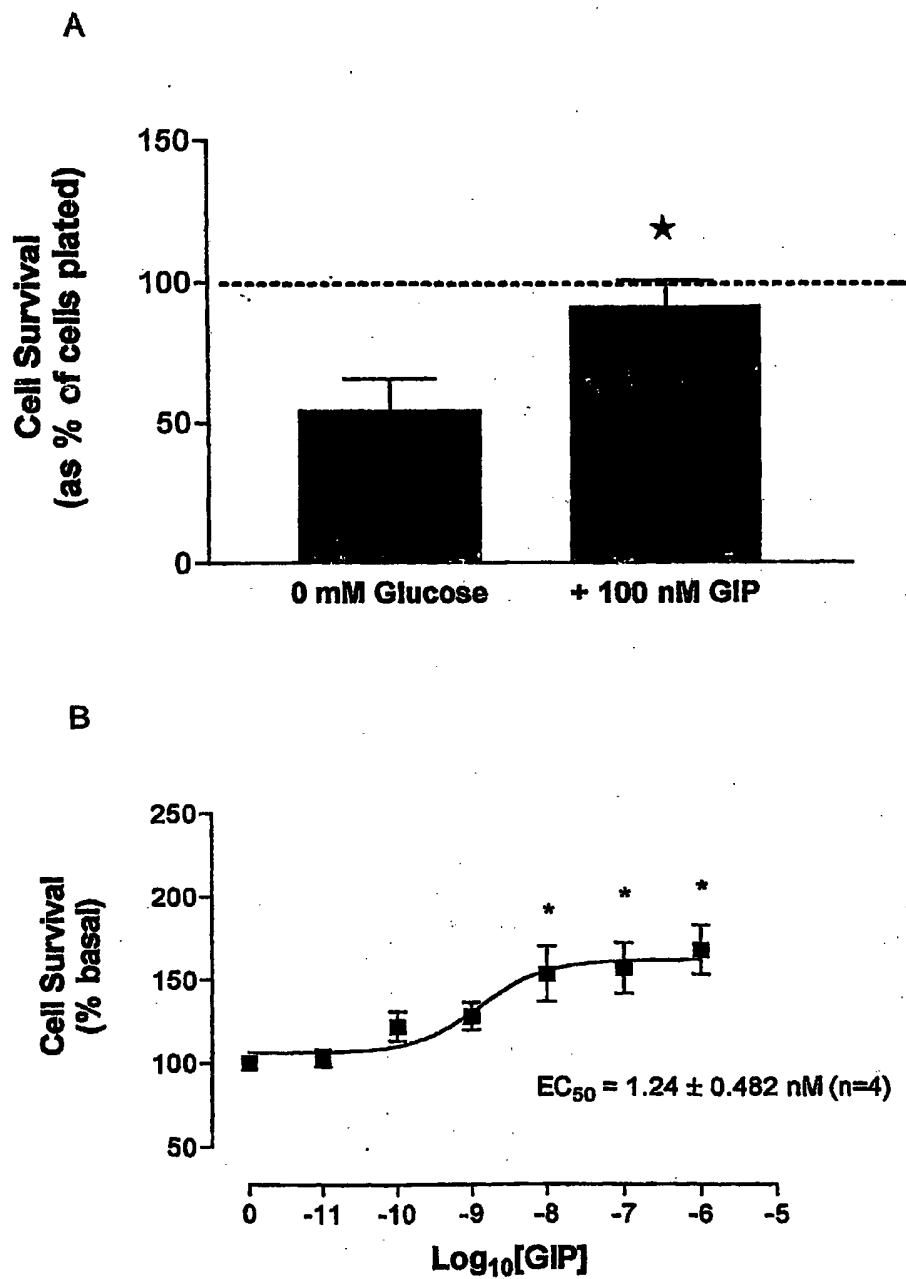 A
150
100
50
0
Cell Survival
(as % of cells plated)
★
0 mM Glucose
+ 100 nM GIP
B
250
200
150
100
50
Cell Survival
(% basal)
* * *
EC₅₀ = 1.24 ± 0.482 nM (n=4)
0 -11 -10 -9 -8 -7 -6 -5
Log₁₀[GIP]